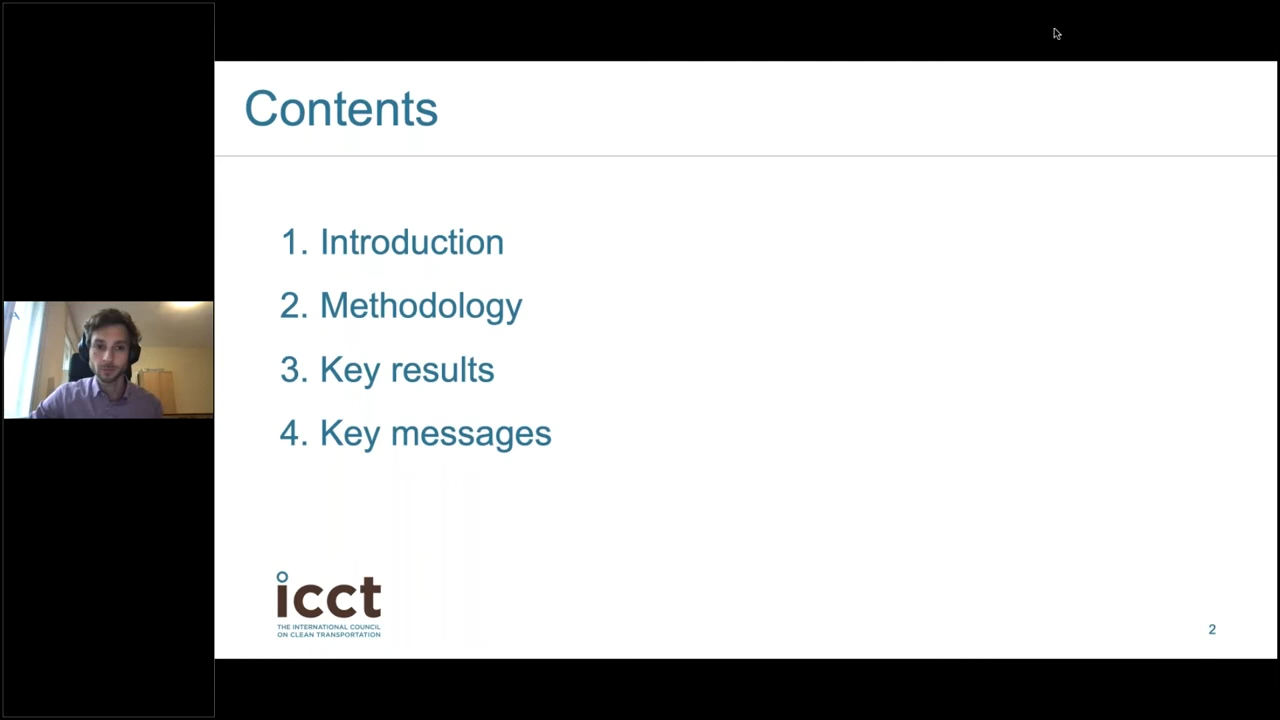 Contents
1. Introduction
2. Methodology
3. Key results
4. Key messages
icct
THE INTERNATIONAL COUNCIL
ON CLEAN TRANSPORTATION
2